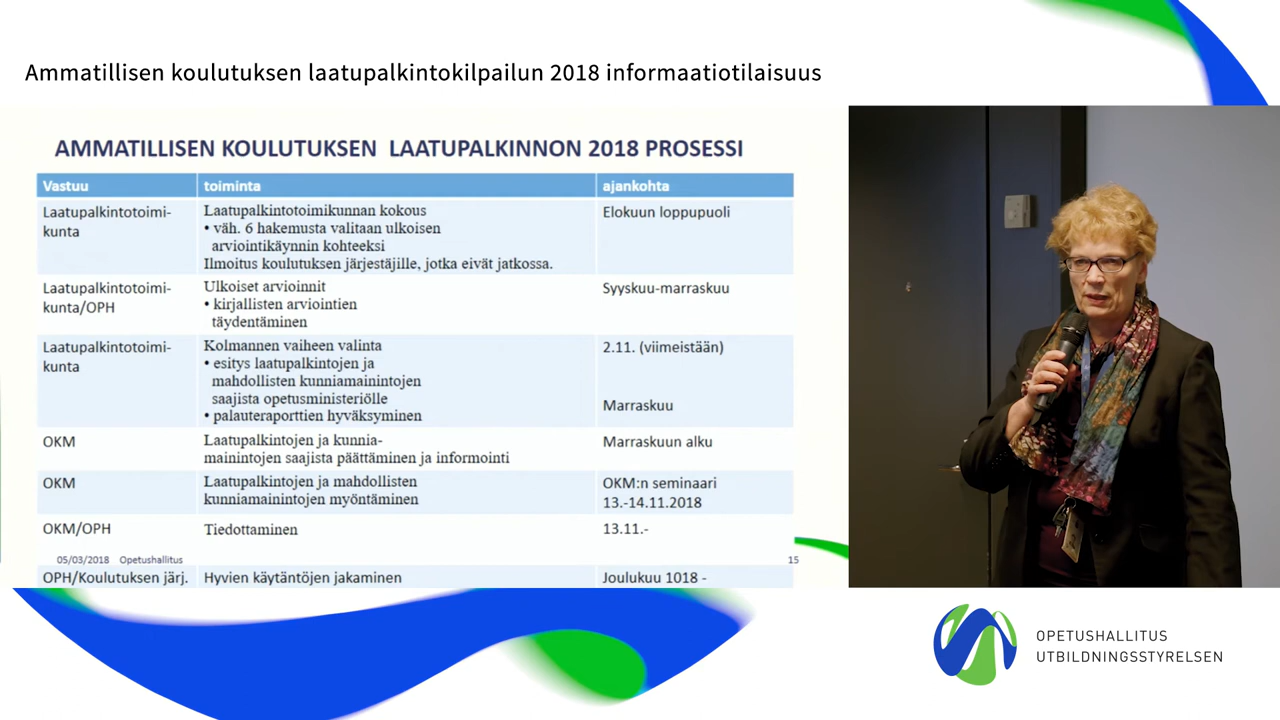 Ammatillisen koulutuksen laatupalkintokilpailun 2018 informaatiotilaisuus
AMMATILLISEN KOULUTUKSEN LAATUPALKINNON 2018 PROSESSI
Vastuu toiminta ajankohta
Laatupalkintotoimi-
kunta
Laatupalkintotoimikunnan kokous
• väh. 6 hakemusta valitaan ulkoisen
arviointikäynnin kohteeksi
Ilmoitus koulutuksen järjestäjille, jotka eivät jatkossa.
Elokuun loppupuoli
Laatupalkintotoimi-
kunta/OPH
Ulkoiset arvioinnit
• kirjallisten arviointien
täydentäminen
Syyskuu-marraskuu
Laatupalkintotoimi-
kunta
Kolmannen vaiheen valinta
• esitys laatupalkintojen ja
mahdollisten kunniamainintojen
saajista opetusministeriölle
• palauteraporttien hyväksyminen
2.11. (viimeistään)
Marraskuu
OKM
Laatupalkintojen ja kunnia-
mainintojen saajista päättäminen ja informointi
Marraskuun alku
OKM
Laatupalkintojen ja mahdollisten
kunniamainintojen myöntäminen
OKM:n seminaari
13.-14.11.2018
OKM/OPH Tiedottaminen 13.11.-
05/03/2018 Opetushallitus 15
OPH/Koulutuksen järj. Hyvien käytäntöjen jakaminen Joulukuu 1018 -
OPETUSHALLITUS
UTBILDNINGSSTYRELSEN